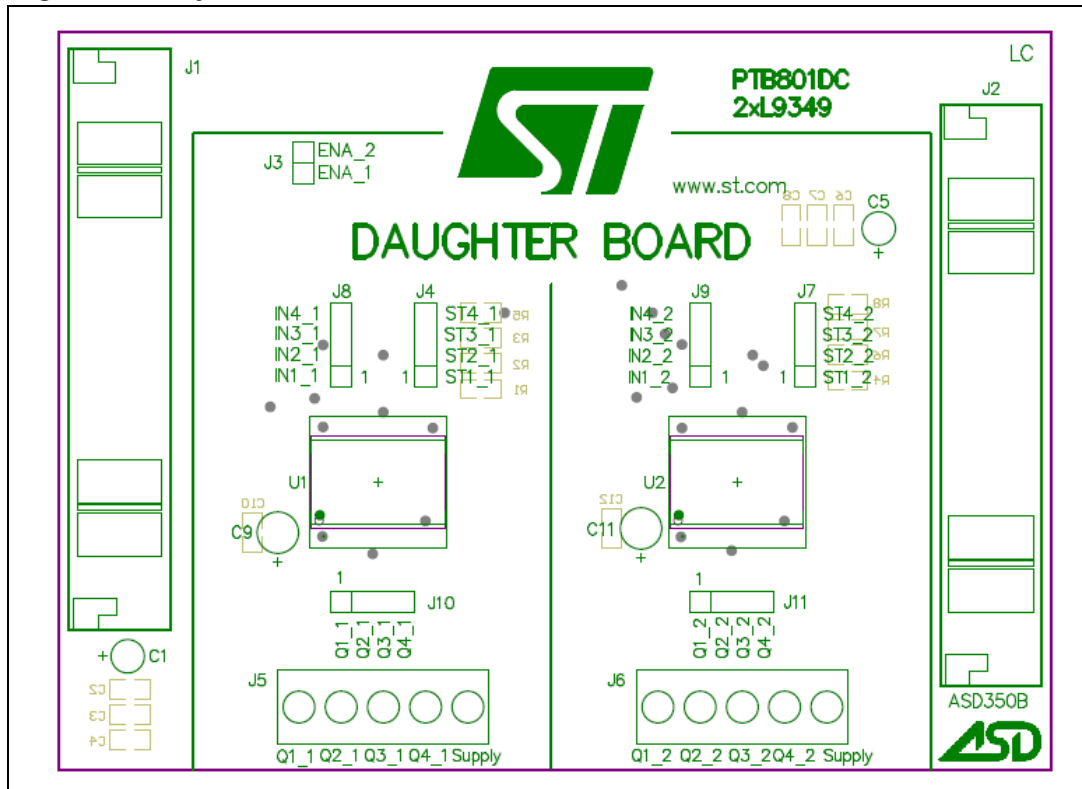 LC
J1
PTB801DC
2xL9349
J2
J3
ENA_2
ENA_1
ST
www.st.com
C8 C7 C6 C5
DAUGHTER BOARD
J8 J4 J9 J7
IN4_1 ST4_1 R5 IN4_2 ST4_2 R8
IN3_1 ST3_1 R3 IN3_2 ST3_2 R7
IN2_1 ST2_1 R2 IN2_2 ST2_2 R6
IN1_1 1 1 ST1_1 R1 IN1_2 1 1 ST1_2 R4
U1 U2
C10 C12
C9 C11
1 1
J10 J11
Q1_1 Q2_1 Q3_1 Q4_1 Q1_2 Q2_2 Q3_2 Q4_2
C1
J5 J6
C2
C3
C4
ASD350B
ASD
Q1_1 Q2_1 Q3_1 Q4_1 Supply Q1_2 Q2_2 Q3_2 Q4_2 Supply